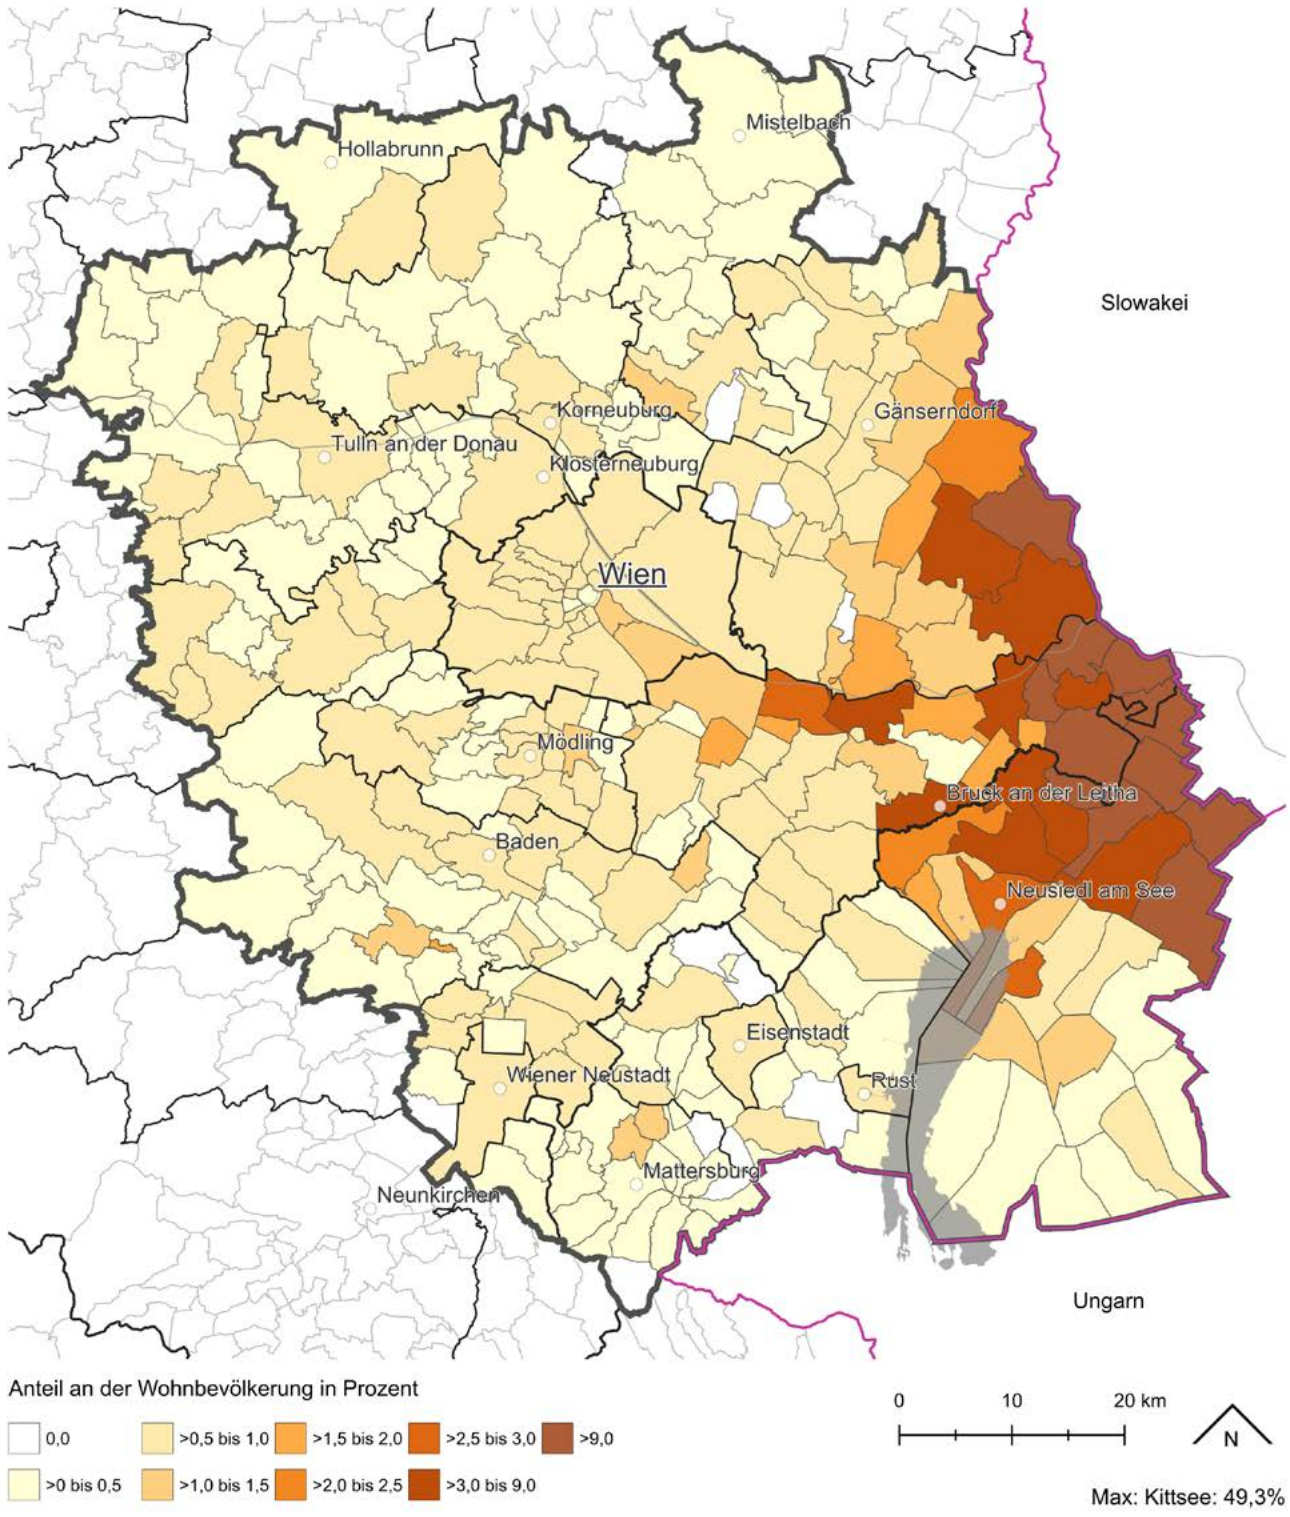 Mistelbach
Hollabrunn
Slowakei
Korneuburg
Gänserndorf
Tulln an der Donau
Klosterneuburg
Wien
Mödling
Bruck an der Leitha
Baden
Neusiedl am See
Eisenstadt
Wiener Neustadt
Rust
Mattersburg
Neunkirchen
Ungarn
Anteil an der Wohnbevölkerung in Prozent
0 10 20 km
0,0 >0,5 bis 1,0 >1,5 bis 2,0 >2,5 bis 3,0 >9,0
N
>0 bis 0,5 >1,0 bis 1,5 >2,0 bis 2,5 >3,0 bis 9,0
Max: Kittsee: 49,3%